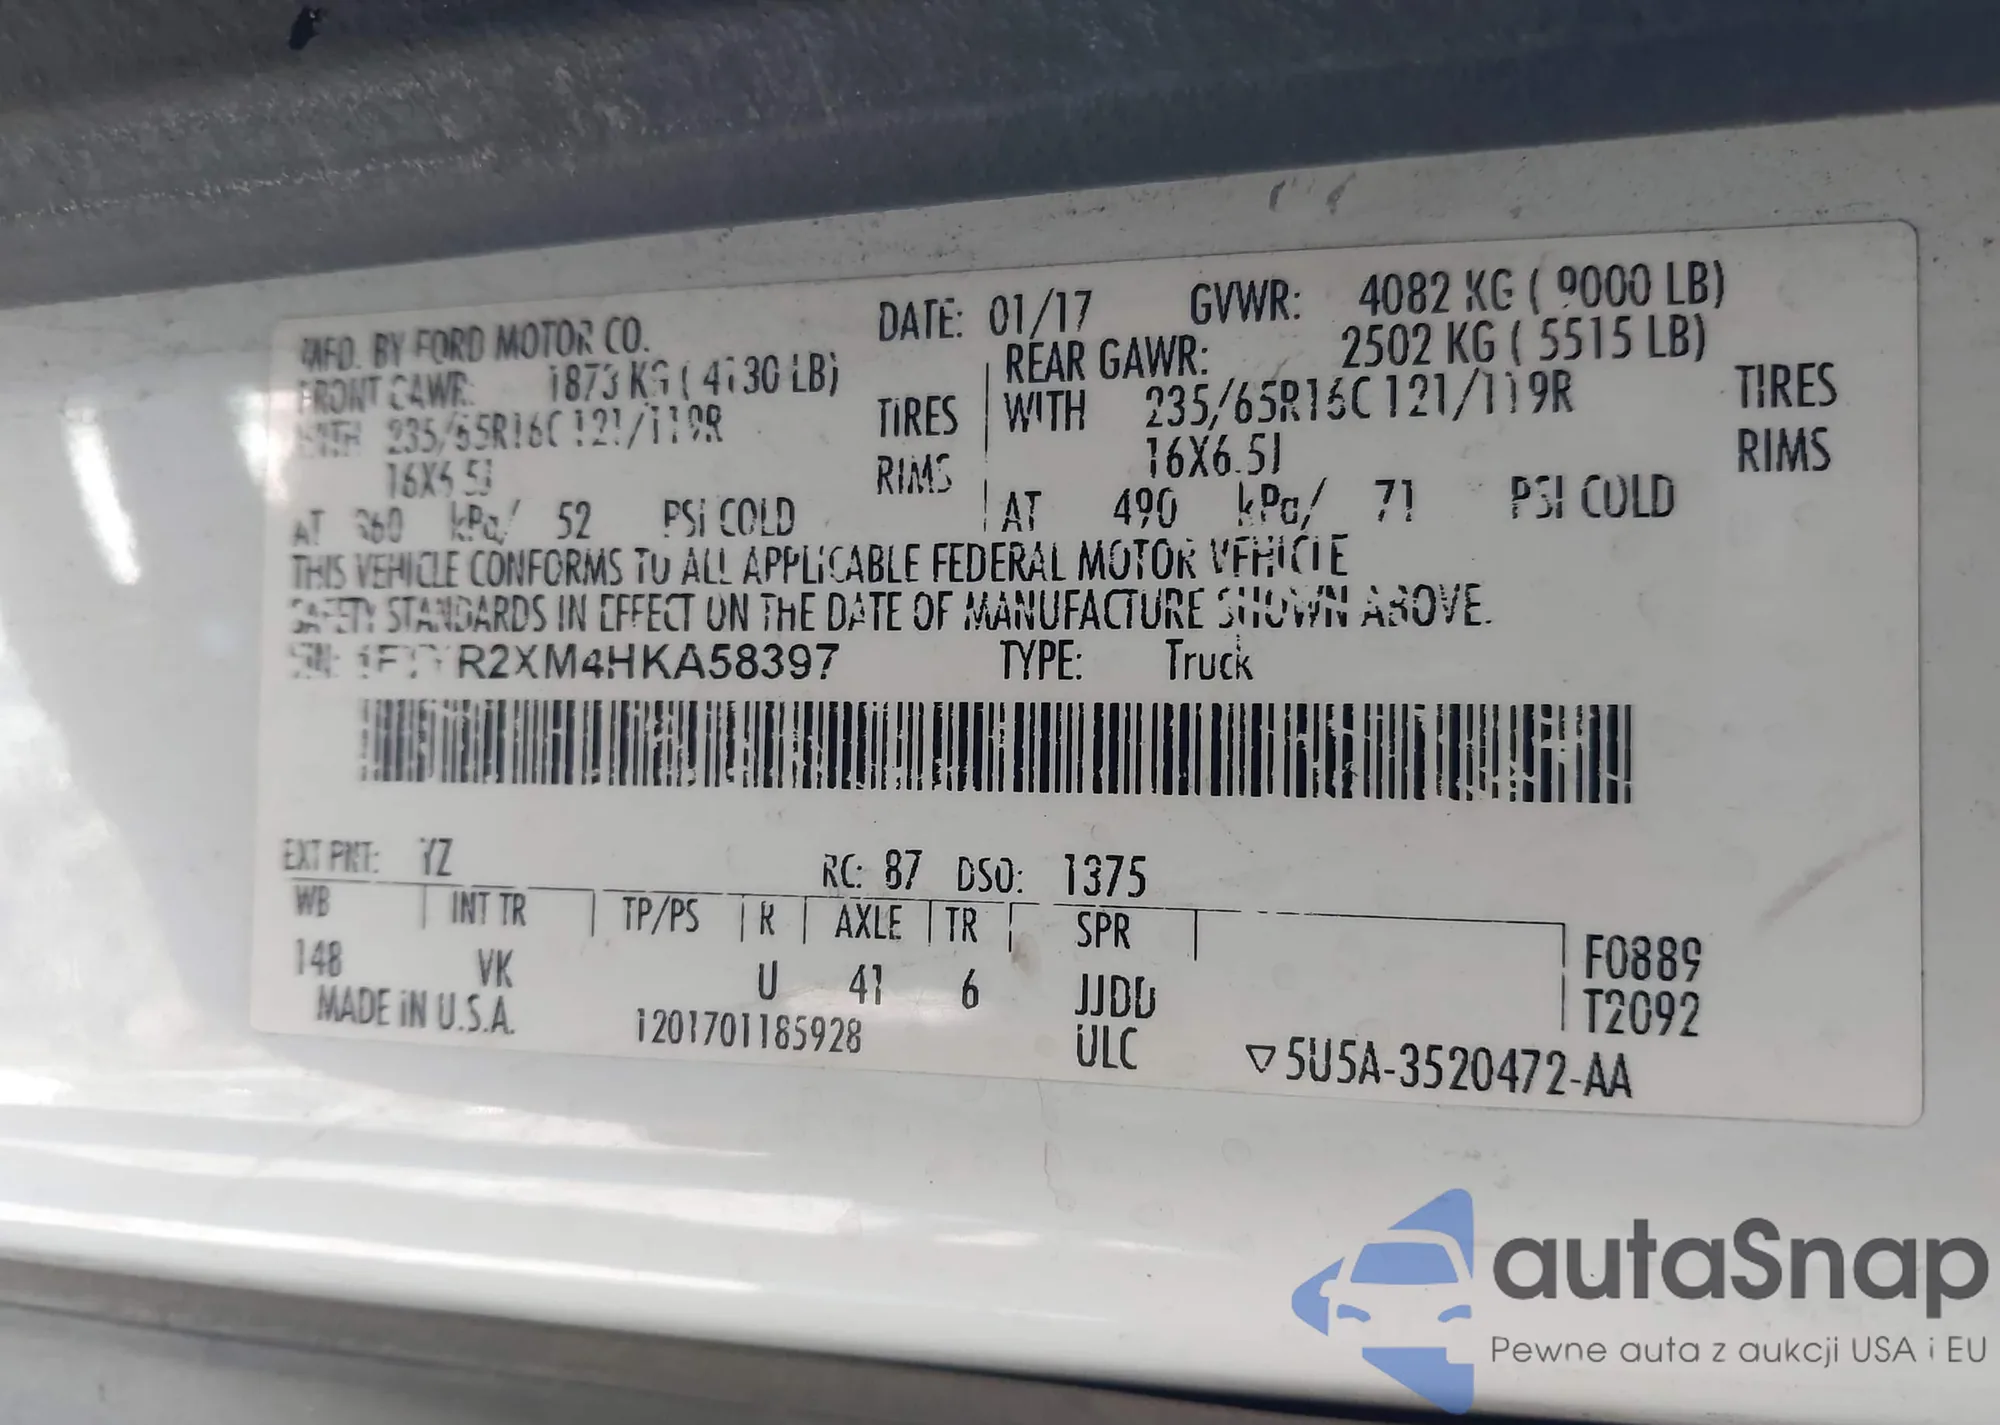 MFD. BY FORD MOTOR CO. DATE: 01/17 GVWR: 4082 KG ( 9000 LB)
FRONT GAWR: 1873 KG ( 4130 LB) REAR GAWR: 2502 KG ( 5515 LB)
WITH 235/65R16C 121/119R TIRES WITH 235/65R16C 121/119R TIRES
16X6.5J RIMS 16X6.5J RIMS
AT 360 kPa/ 52 PSI COLD AT 490 kPa/ 71 PSI COLD
THIS VEHICLE CONFORMS TO ALL APPLICABLE FEDERAL MOTOR VEHICLE
SAFETY STANDARDS IN EFFECT ON THE DATE OF MANUFACTURE SHOWN ABOVE.
VIN: TYPE: Truck
EXT PNT: YZ RC: 87 DSO: 1375
WB INT TR TP/PS R AXLE TR SPR
148 VK U 41 6 JJDD
F0889
T2092
MADE IN U.S.A. 1201701185928 ULC
▽5U5A-3520472-AA
autaSnap
Pewne auta z aukcji USA i EU